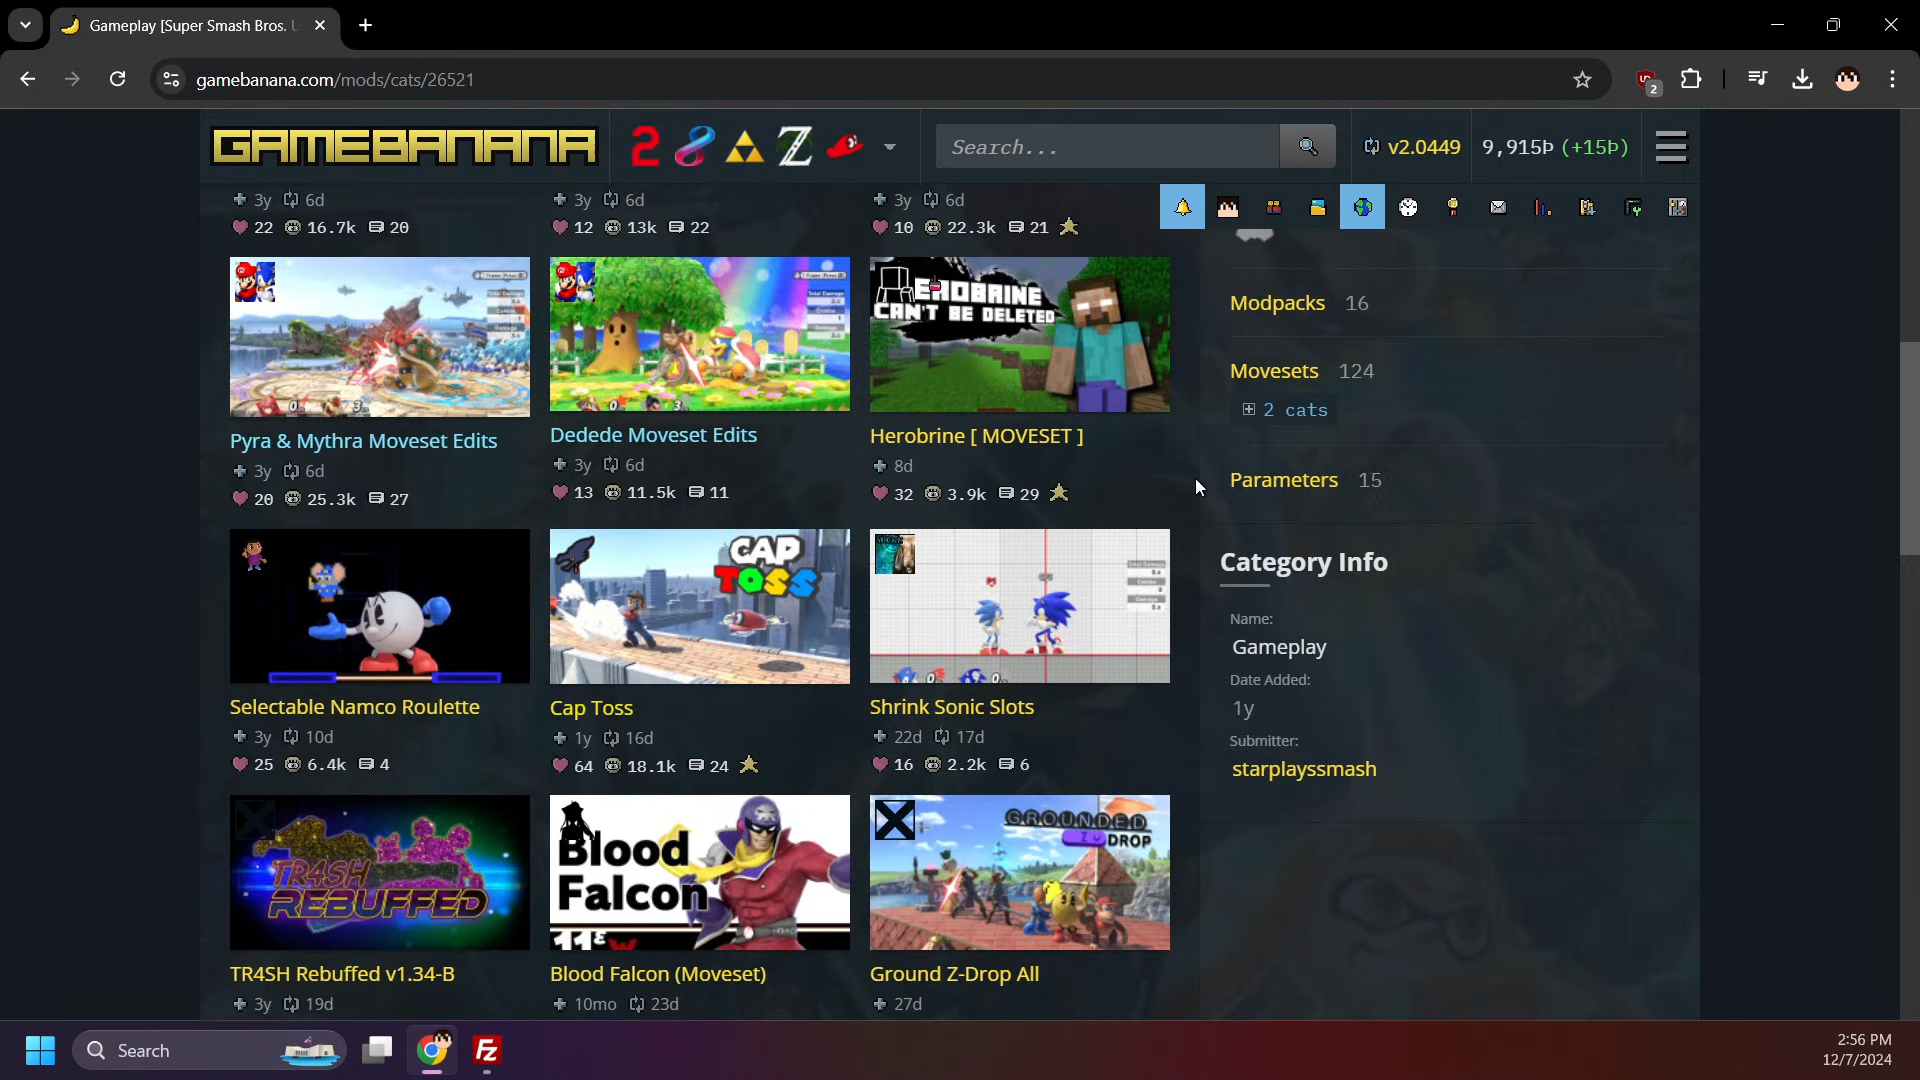 Gameplay [Super Smash Bros. U
gamebanana.com/mods/cats/26521
2
GAMEBANANA
Search...
v2.0449
9,915Þ (+15Þ)
3y 6d
22 16.7k 20
3y 6d
12 13k 22
3y 6d
10 22.3k 21
Pyra & Mythra Moveset Edits
3y 6d
20 25.3k 27
Dedede Moveset Edits
3y 6d
13 11.5k 11
HEROBRINE
CAN'T BE DELETED
Herobrine [ MOVESET ]
8d
32 3.9k 29
Selectable Namco Roulette
3y 10d
25 6.4k 4
CAP
TOSS
Cap Toss
1y 16d
64 18.1k 24
Shrink Sonic Slots
22d 17d
16 2.2k 6
TR4SH
REBUFFED
TR4SH Rebuffed v1.34-B
3y 19d
Blood
Falcon
Blood Falcon (Moveset)
10mo 23d
GROUNDED
Z DROP
Ground Z-Drop All
27d
Modpacks 16
Movesets 124
2 cats
Parameters 15
Category Info
Name:
Gameplay
Date Added:
1y
Submitter:
starplayssmash
Search
2:56 PM
12/7/2024